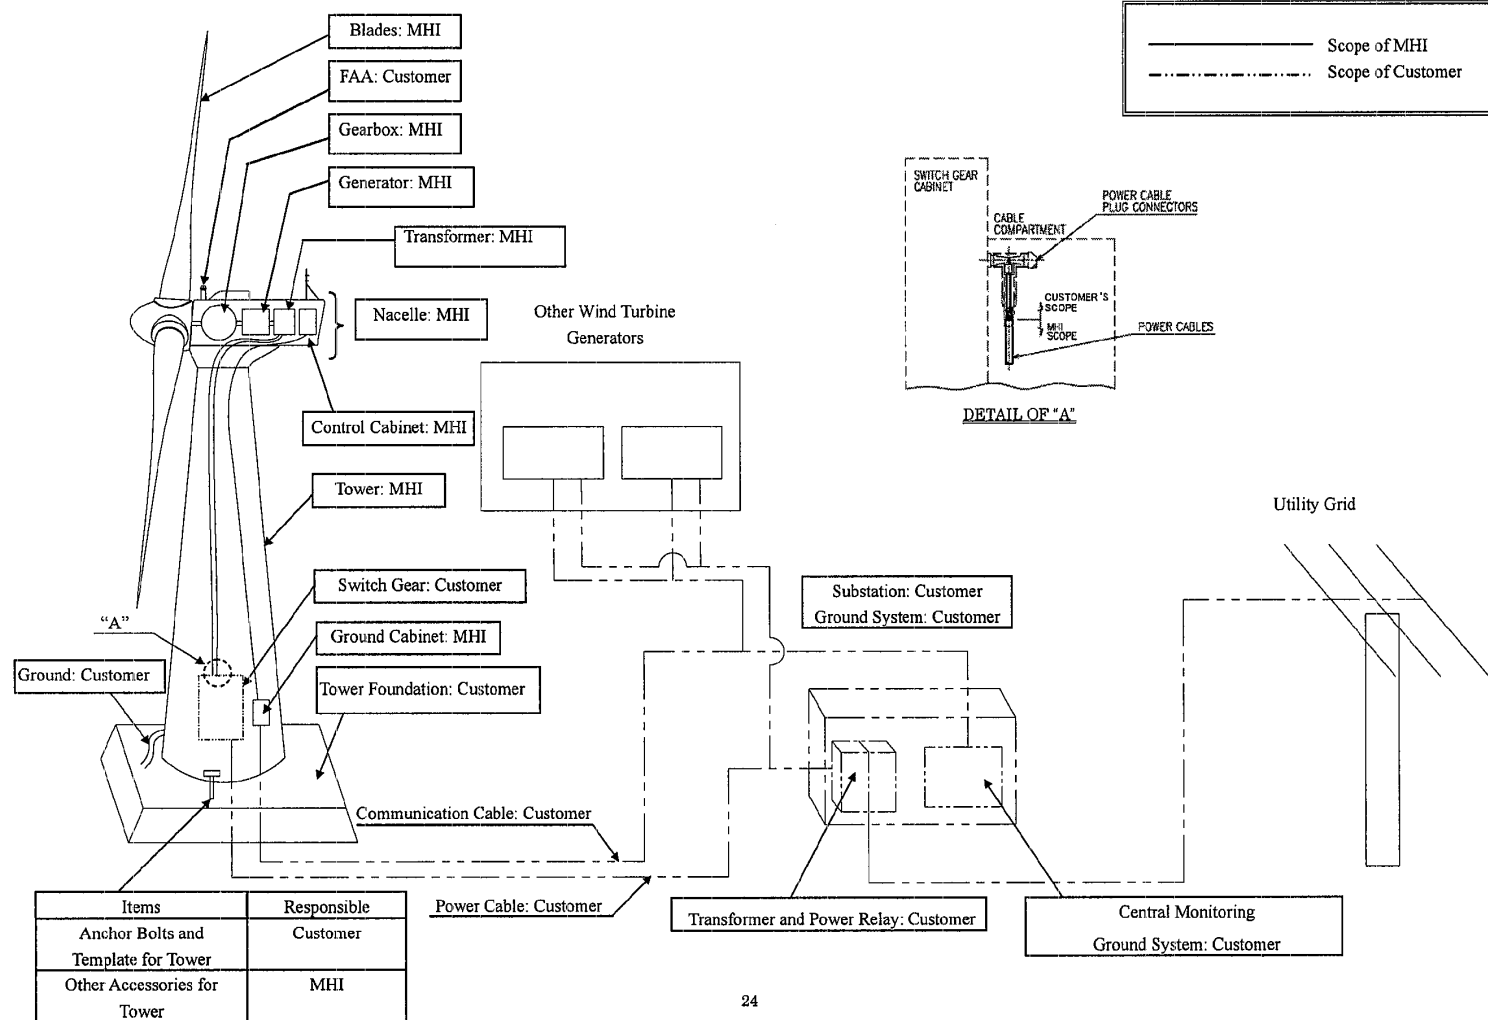 Blades: MHI
FAA: Customer
Gearbox: MHI
Generator: MHI
Transformer: MHI
Nacelle: MHI
Control Cabinet: MHI
Tower: MHI
Switch Gear: Customer
Ground Cabinet: MHI
Tower Foundation: Customer
"A"
Ground: Customer
Other Wind Turbine
Generators
Scope of MHI
Scope of Customer
SWITCH GEAR
CABINET
CABLE
COMPARTMENT
POWER CABLE
PLUG CONNECTORS
CUSTOMER'S
SCOPE
MHI
SCOPE
POWER CABLES
DETAIL OF "A"
Utility Grid
Substation: Customer
Ground System: Customer
Communication Cable: Customer
Power Cable: Customer
Transformer and Power Relay: Customer
Central Monitoring
Ground System: Customer
Items Responsible
Anchor Bolts and Customer
Template for Tower
Other Accessories for MHI
Tower
24